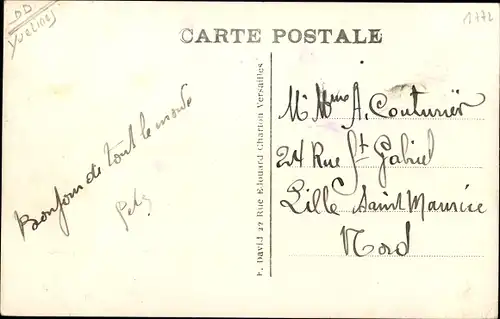 DD
Yvelines
1772
CARTE POSTALE
Bonjour de tout le monde
F. David 22 Rue Edouard Charton Versailles
M. Mme A. Couturier
24 Rue St Gabriel
Lille Saint Maurice
Nord